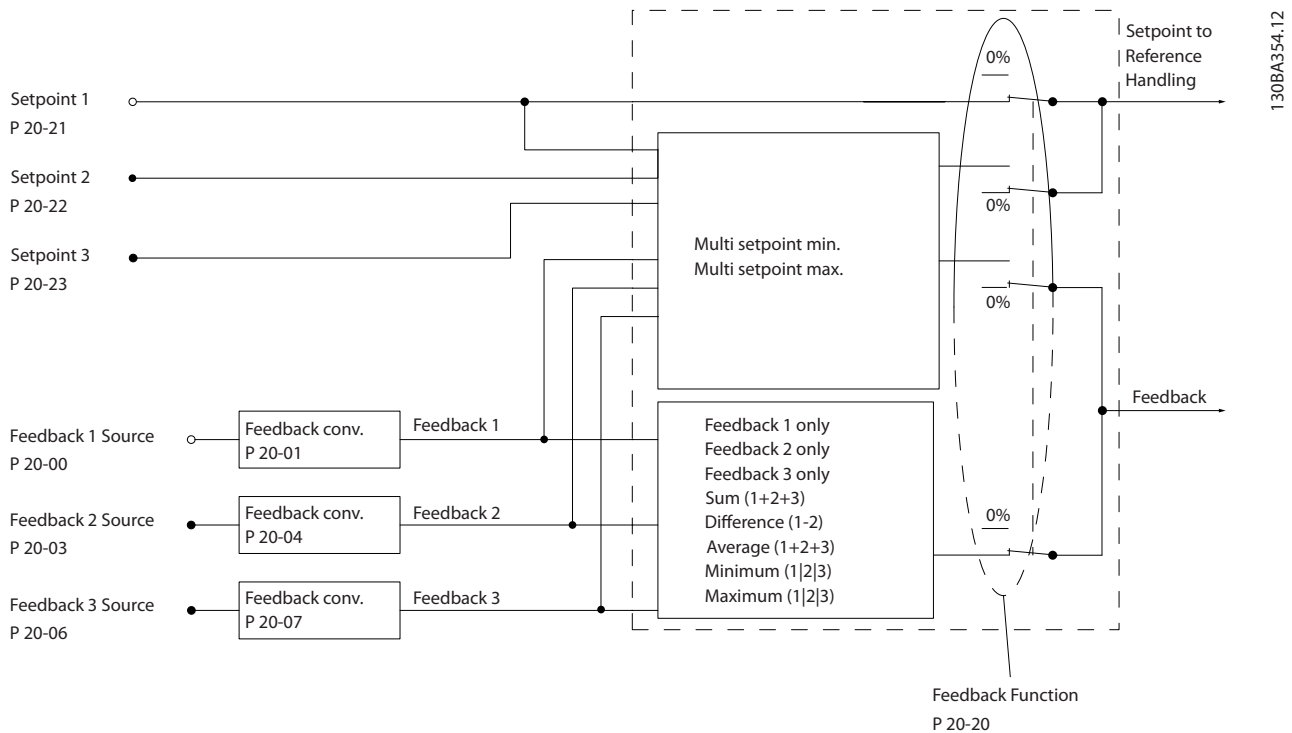 Setpoint to
Reference
Handling
130BA354.12
0%
Setpoint 1
P 20-21
Setpoint 2
P 20-22
0%
Setpoint 3
P 20-23
Multi setpoint min.
Multi setpoint max.
0%
Feedback
Feedback 1 Source
P 20-00
Feedback conv.
P 20-01
Feedback 1
Feedback 2 Source
P 20-03
Feedback conv.
P 20-04
Feedback 2
Feedback 3 Source
P 20-06
Feedback conv.
P 20-07
Feedback 3
Feedback 1 only
Feedback 2 only
Feedback 3 only
Sum (1+2+3)
Difference (1-2)
Average (1+2+3)
Minimum (1|2|3)
Maximum (1|2|3)
0%
Feedback Function
P 20-20